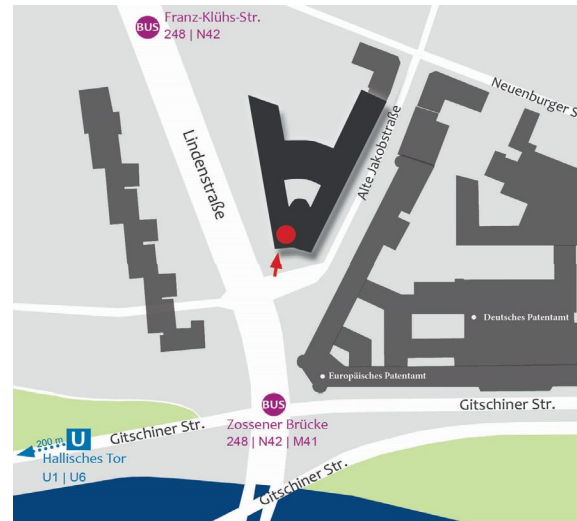 BUS
Franz-Klühs-Str.
248 | N42
Neuenburger S
Lindenstraße
Alte Jakobstraße
Deutsches Patentamt
Europäisches Patentamt
BUS
Gitschiner Str.
Zossener Brücke
248 | N42 | M41
200 m
U
Gitschiner Str.
Hallisches Tor
U1 | U6
Gitschiner Str.